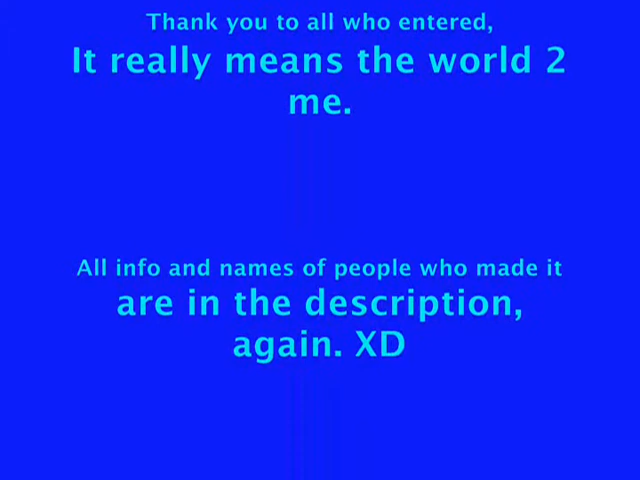 Thank you to all who entered,
It really means the world 2
me.
All info and names of people who made it
are in the description,
again. XD